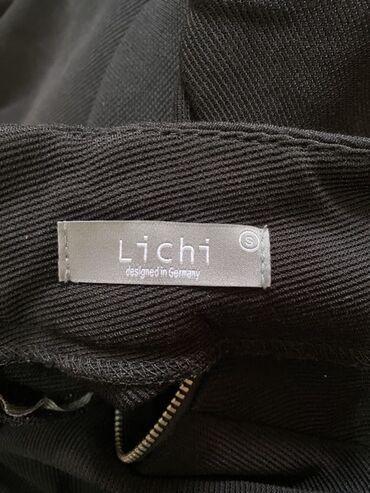 Lichi S
designed in Germany